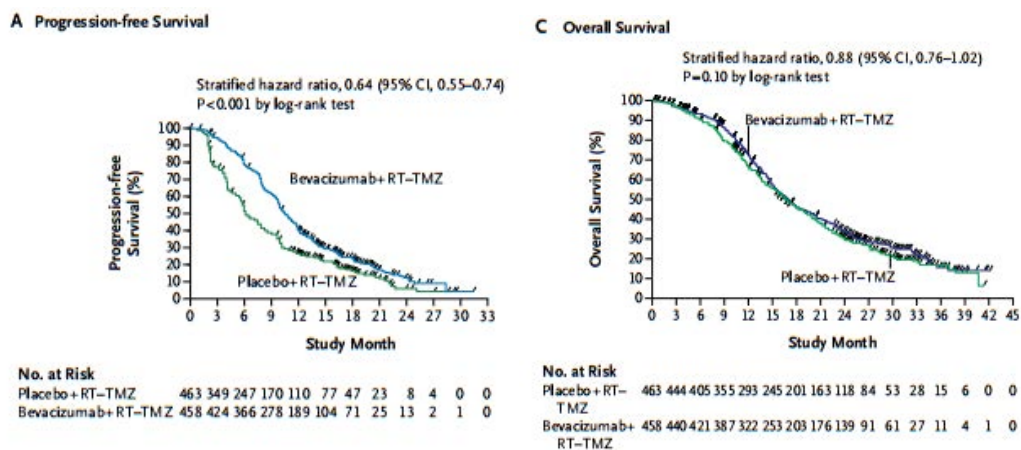 A Progression-free Survival
Stratified hazard ratio, 0.64 (95% CI, 0.55–0.74)
P<0.001 by log-rank test
Progression-free
Survival (%)
100
90
80
70
60
50
40
30
20
10
0
Bevacizumab+RT–TMZ
Placebo+RT–TMZ
0 3 6 9 12 15 18 21 24 27 30 33
Study Month
No. at Risk
Placebo+RT–TMZ 463 349 247 170 110 77 47 23 8 4 0 0
Bevacizumab+RT–TMZ 458 424 366 278 189 104 71 25 13 2 1 0
C Overall Survival
Stratified hazard ratio, 0.88 (95% CI, 0.76–1.02)
P=0.10 by log-rank test
Overall Survival (%)
100
90
80
70
60
50
40
30
20
10
0
Bevacizumab+RT–TMZ
Placebo+RT–TMZ
0 3 6 9 12 15 18 21 24 27 30 33 36 39 42 45
Study Month
No. at Risk
Placebo+RT– 463 444 405 355 293 245 201 163 118 84 53 28 15 6 0 0
TMZ
Bevacizumab+ 458 440 421 387 322 253 203 176 139 91 61 27 11 4 1 0
RT–TMZ